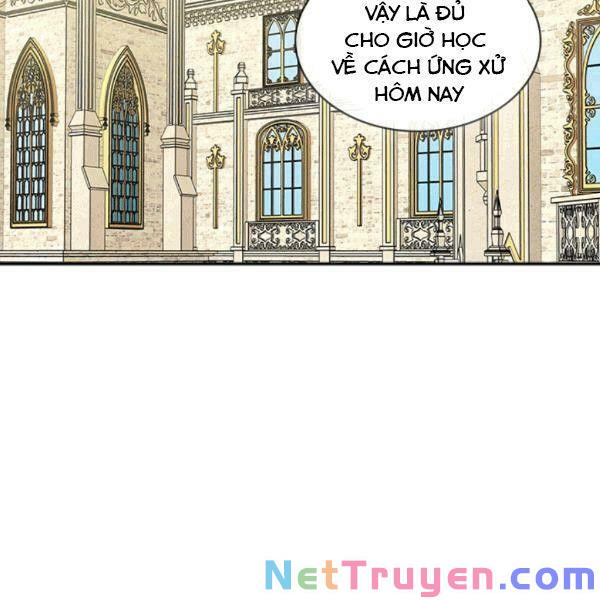 VẬY LÀ ĐỦ
CHO GIỜ HỌC
VỀ CÁCH ỨNG XỬ
HÔM NAY
NetTruyen.com